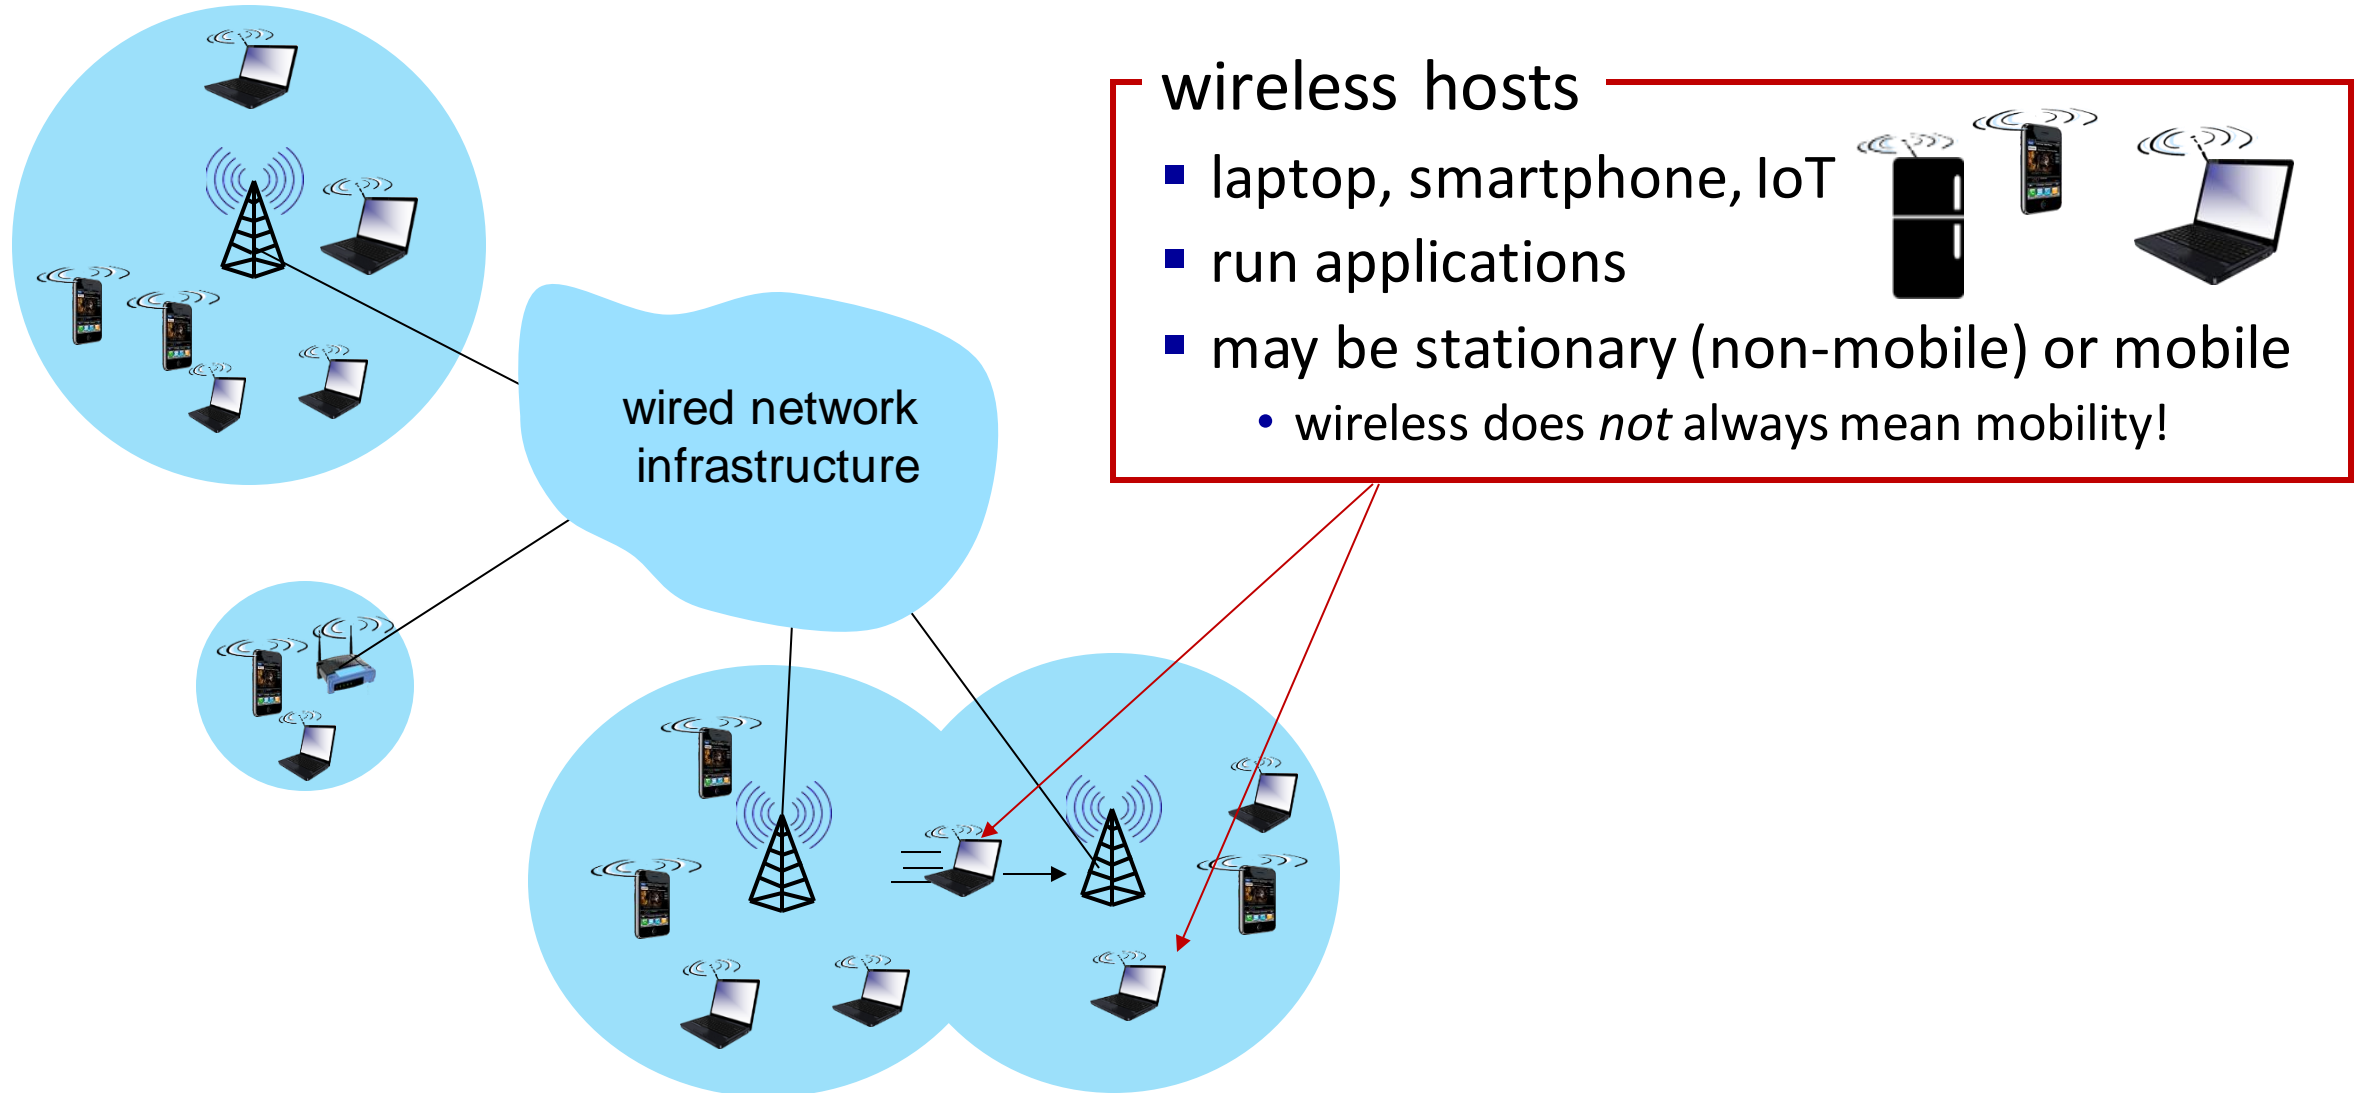 wireless hosts
▪ laptop, smartphone, IoT
▪ run applications
▪ may be stationary (non-mobile) or mobile
• wireless does not always mean mobility!
wired network
infrastructure